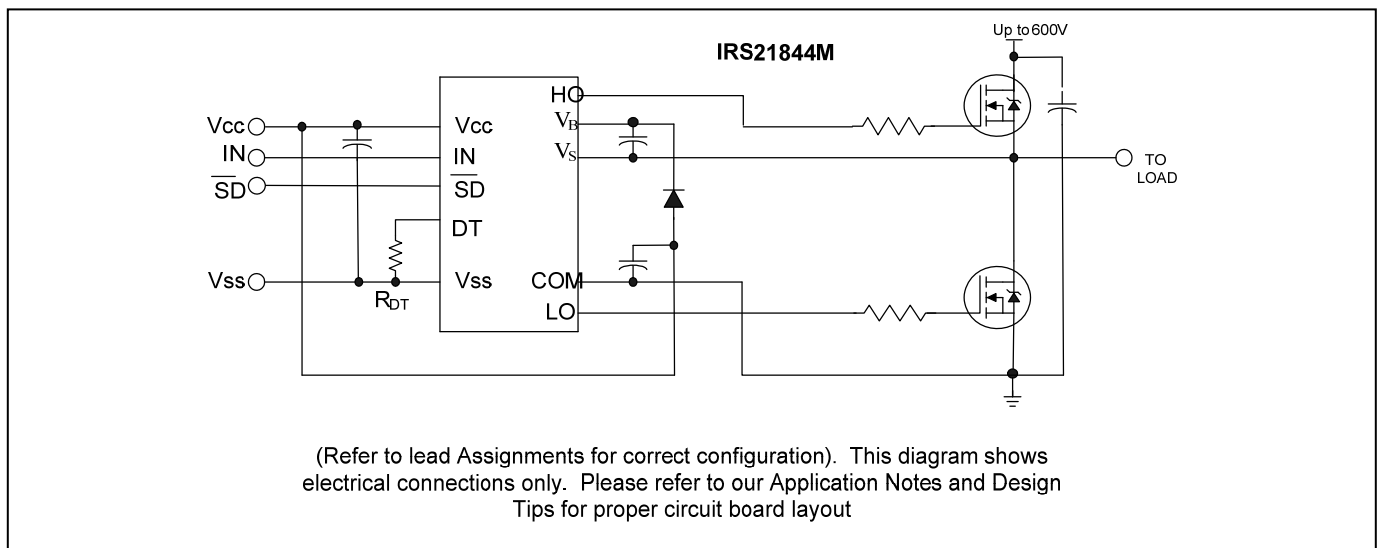 Up to 600V
IRS21844M
HO
Vcc
Vcc
VB
IN
IN
VS
TO
LOAD
SD
SD
DT
Vss
RDT
Vss
COM
LO
(Refer to lead Assignments for correct configuration). This diagram shows
electrical connections only. Please refer to our Application Notes and Design
Tips for proper circuit board layout